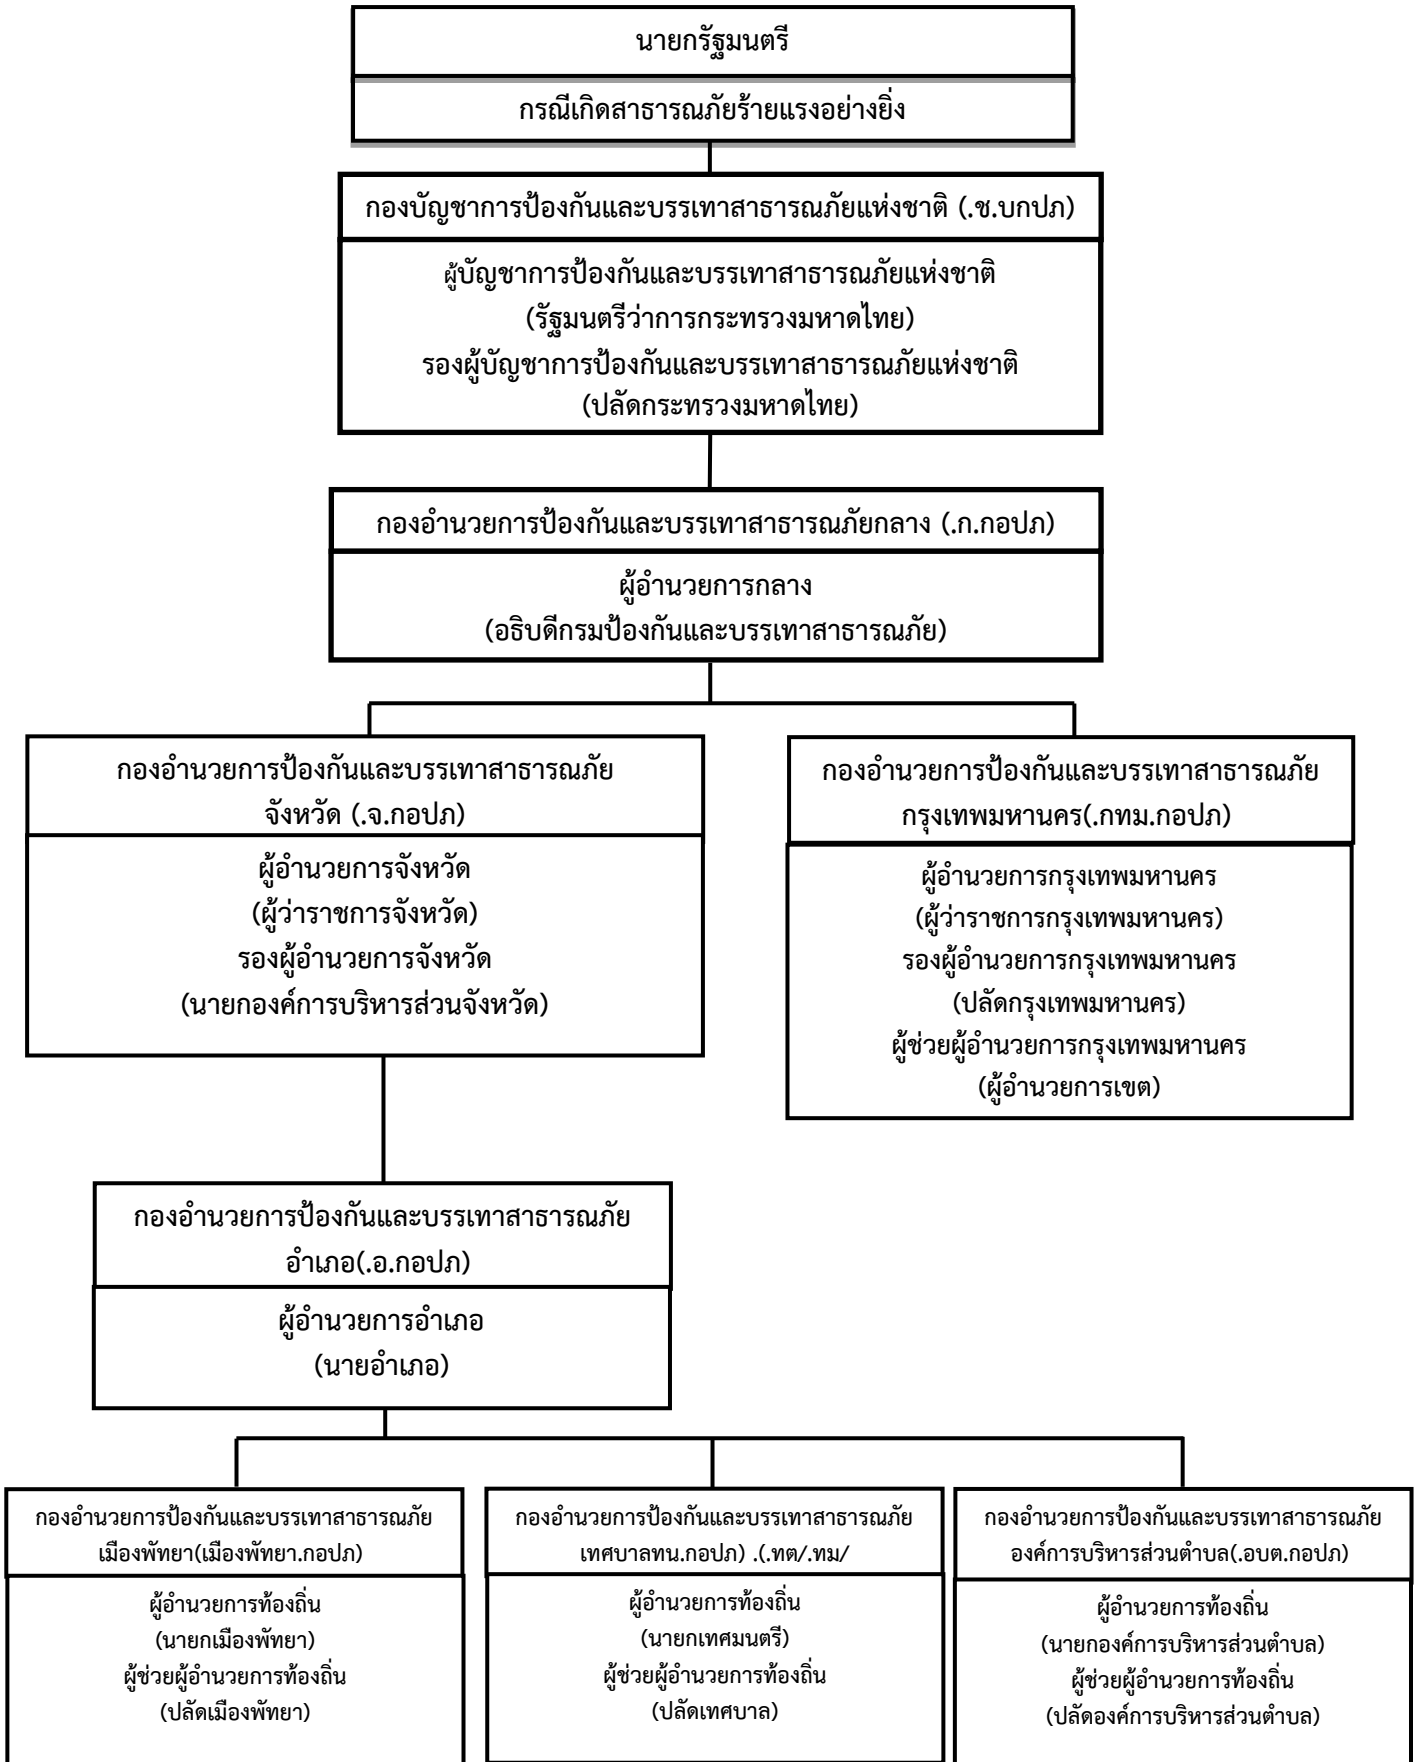 นายกรัฐมนตรี
กรณีเกิดสาธารณภัยร้ายแรงอย่างยิ่ง
กองบัญชาการป้องกันและบรรเทาสาธารณภัยแห่งชาติ (.ช.บกปภ)
ผู้บัญชาการป้องกันและบรรเทาสาธารณภัยแห่งชาติ
(รัฐมนตรีว่าการกระทรวงมหาดไทย)
รองผู้บัญชาการป้องกันและบรรเทาสาธารณภัยแห่งชาติ
(ปลัดกระทรวงมหาดไทย)
กองอำนวยการป้องกันและบรรเทาสาธารณภัยกลาง (.ก.กอปภ)
ผู้อำนวยการกลาง
(อธิบดีกรมป้องกันและบรรเทาสาธารณภัย)
กองอำนวยการป้องกันและบรรเทาสาธารณภัย
จังหวัด (.จ.กอปภ)
ผู้อำนวยการจังหวัด
(ผู้ว่าราชการจังหวัด)
รองผู้อำนวยการจังหวัด
(นายกองค์การบริหารส่วนจังหวัด)
กองอำนวยการป้องกันและบรรเทาสาธารณภัย
กรุงเทพมหานคร(.กทม.กอปภ)
ผู้อำนวยการกรุงเทพมหานคร
(ผู้ว่าราชการกรุงเทพมหานคร)
รองผู้อำนวยการกรุงเทพมหานคร
(ปลัดกรุงเทพมหานคร)
ผู้ช่วยผู้อำนวยการกรุงเทพมหานคร
(ผู้อำนวยการเขต)
กองอำนวยการป้องกันและบรรเทาสาธารณภัย
อำเภอ(.อ.กอปภ)
ผู้อำนวยการอำเภอ
(นายอำเภอ)
กองอำนวยการป้องกันและบรรเทาสาธารณภัย
เมืองพัทยา(เมืองพัทยา.กอปภ)
ผู้อำนวยการท้องถิ่น
(นายกเมืองพัทยา)
ผู้ช่วยผู้อำนวยการท้องถิ่น
(ปลัดเมืองพัทยา)
กองอำนวยการป้องกันและบรรเทาสาธารณภัย
เทศบาลทน.กอปภ) .(.ทต/.ทม/
ผู้อำนวยการท้องถิ่น
(นายกเทศมนตรี)
ผู้ช่วยผู้อำนวยการท้องถิ่น
(ปลัดเทศบาล)
กองอำนวยการป้องกันและบรรเทาสาธารณภัย
องค์การบริหารส่วนตำบล(.อบต.กอปภ)
ผู้อำนวยการท้องถิ่น
(นายกองค์การบริหารส่วนตำบล)
ผู้ช่วยผู้อำนวยการท้องถิ่น
(ปลัดองค์การบริหารส่วนตำบล)